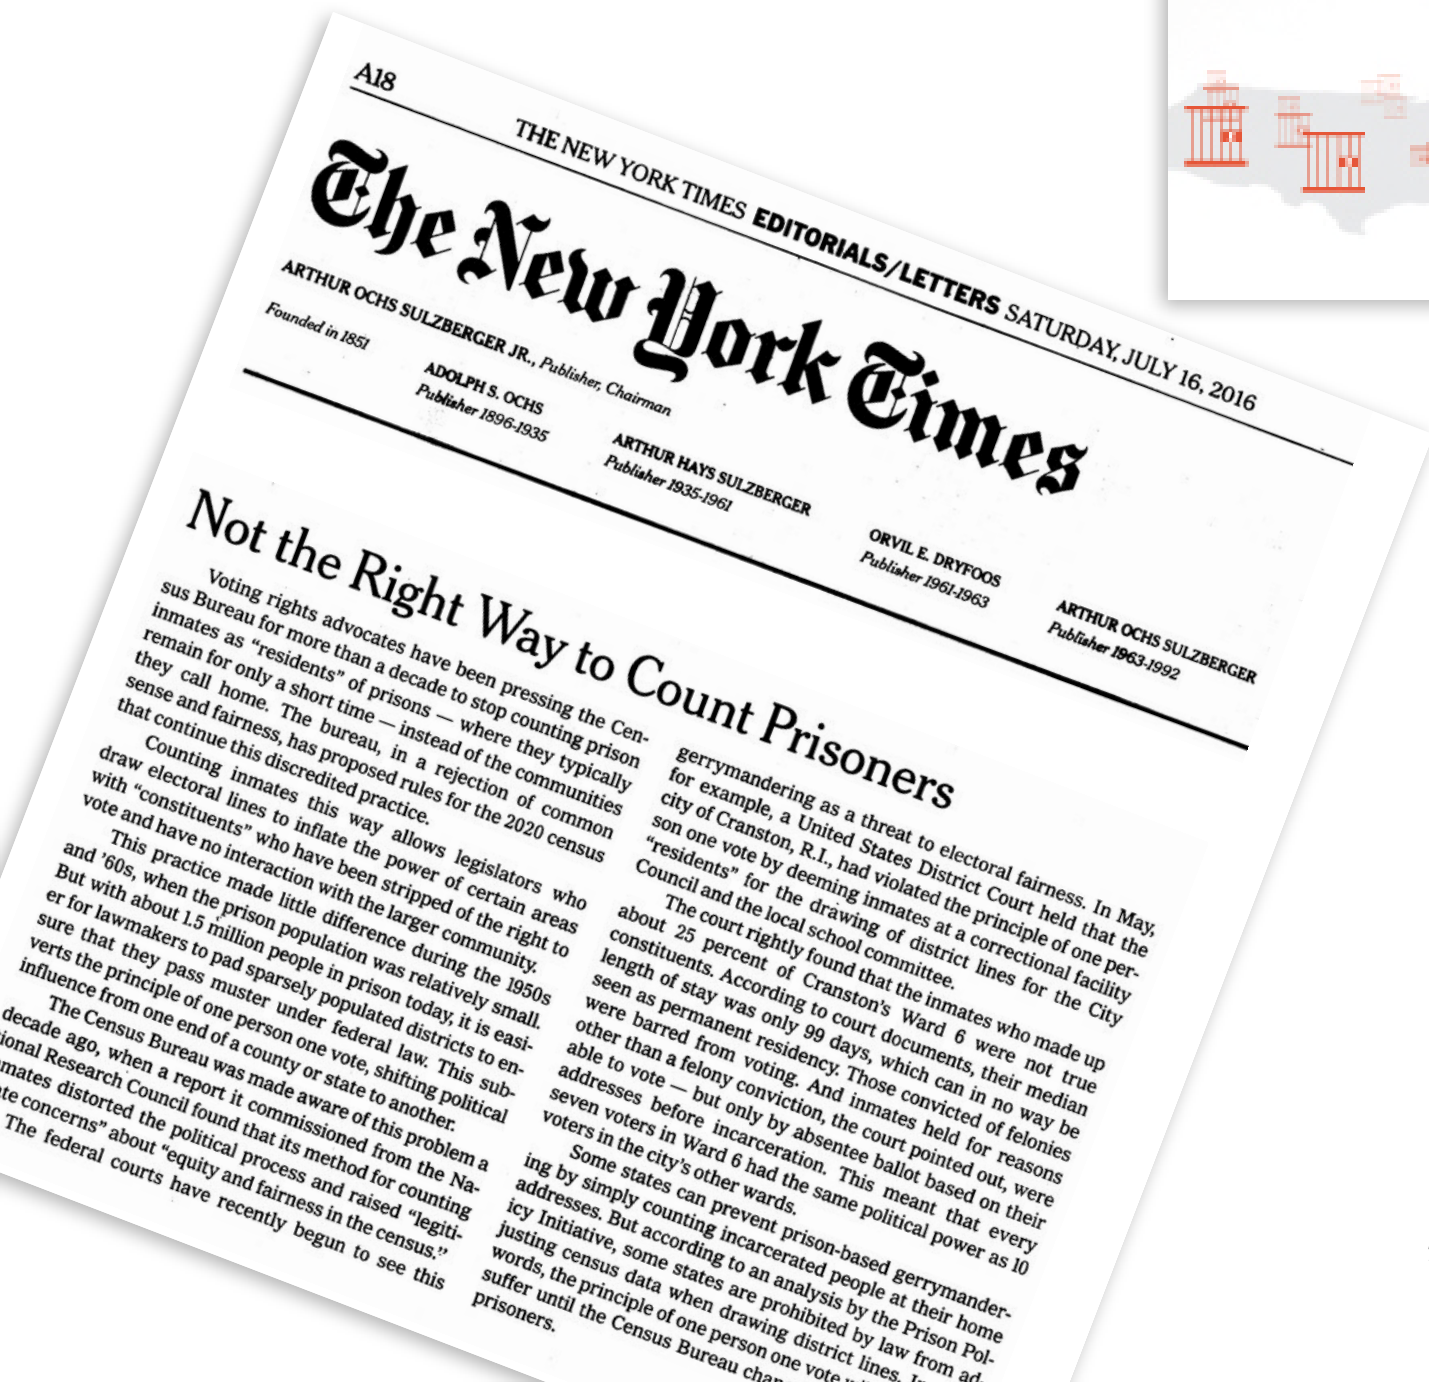 A18
THE NEW YORK TIMES EDITORIALS/LETTERS SATURDAY, JULY 16, 2016
The New York Times
ARTHUR OCHS SULZBERGER JR., Publisher, Chairman
Founded in 1851
ADOLPH S. OCHS
Publisher 1896-1935
ARTHUR HAYS SULZBERGER
Publisher 1935-1961
ORVIL E. DRYFOOS
Publisher 1961-1963
ARTHUR OCHS SULZBERGER
Publisher 1963-1992
Not the Right Way to Count Prisoners
Voting rights advocates have been pressing the Cen-
sus Bureau for more than a decade to stop counting prison
inmates as “residents” of prisons — where they typically
remain for only a short time — instead of the communities
they call home. The bureau, in a rejection of common
sense and fairness, has proposed rules for the 2020 census
that continue this discredited practice.
Counting inmates this way allows legislators who
draw electoral lines to inflate the power of certain areas
with “constituents” who have been stripped of the right to
vote and have no interaction with the larger community.
This practice made little difference during the 1950s
and ’60s, when the prison population was relatively small.
But with about 1.5 million people in prison today, it is easi-
er for lawmakers to pad sparsely populated districts to en-
sure that they pass muster under federal law. This sub-
verts the principle of one person one vote, shifting political
influence from one end of a county or state to another.
The Census Bureau was made aware of this problem a
decade ago, when a report it commissioned from the Na-
ional Research Council found that its method for counting
mates distorted the political process and raised “legiti-
te concerns” about “equity and fairness in the census.”
The federal courts have recently begun to see this
gerrymandering as a threat to electoral fairness. In May,
for example, a United States District Court held that the
city of Cranston, R.I., had violated the principle of one per-
son one vote by deeming inmates at a correctional facility
“residents” for the drawing of district lines for the City
Council and the local school committee.
The court rightly found that the inmates who made up
about 25 percent of Cranston’s Ward 6 were not true
constituents. According to court documents, their median
length of stay was only 99 days, which can in no way be
seen as permanent residency. Those convicted of felonies
were barred from voting. And inmates held for reasons
other than a felony conviction, the court pointed out, were
able to vote — but only by absentee ballot based on their
addresses before incarceration. This meant that every
seven voters in Ward 6 had the same political power as 10
voters in the city’s other wards.
Some states can prevent prison-based gerrymander-
ing by simply counting incarcerated people at their home
addresses. But according to an analysis by the Prison Pol-
icy Initiative, some states are prohibited by law from ad-
justing census data when drawing district lines.
words, the principle of one person one vote
suffer until the Census Bureau
prisoners.